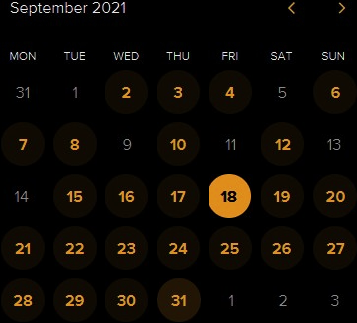 September 2021
MON TUE WED THU FRI SAT SUN
31 1 2 3 4 5 6
7 8 9 10 11 12 13
14 15 16 17 18 19 20
21 22 23 24 25 26 27
28 29 30 31 1 2 3